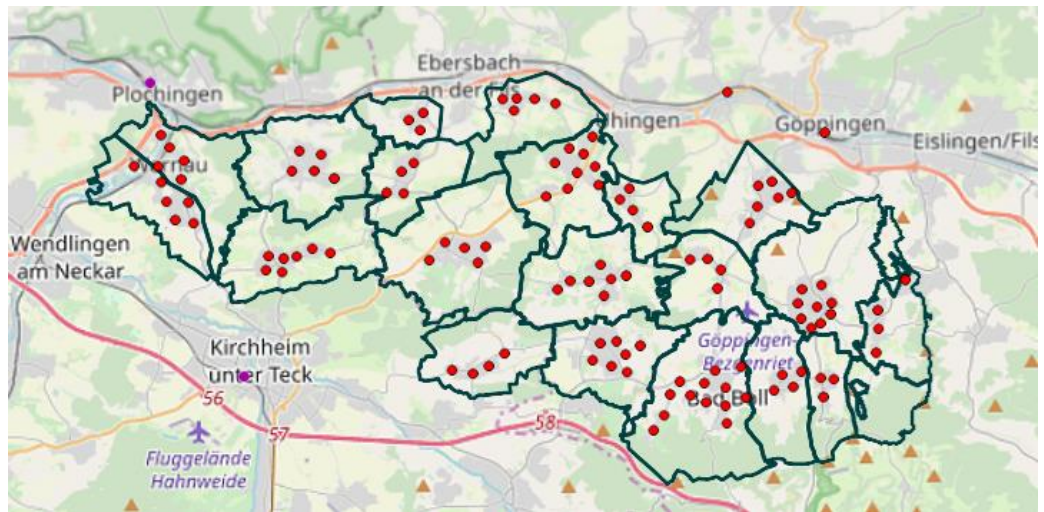 Ebersbach
an der Fils
Plochingen
hingen
Göppingen
Eislingen/Fils
Wernau
Wendlingen
am Neckar
Göppingen-
Bezgenriet
Kirchheim
unter Teck
56
Bad Boll
57
58
Fluggelände
Hahnweide